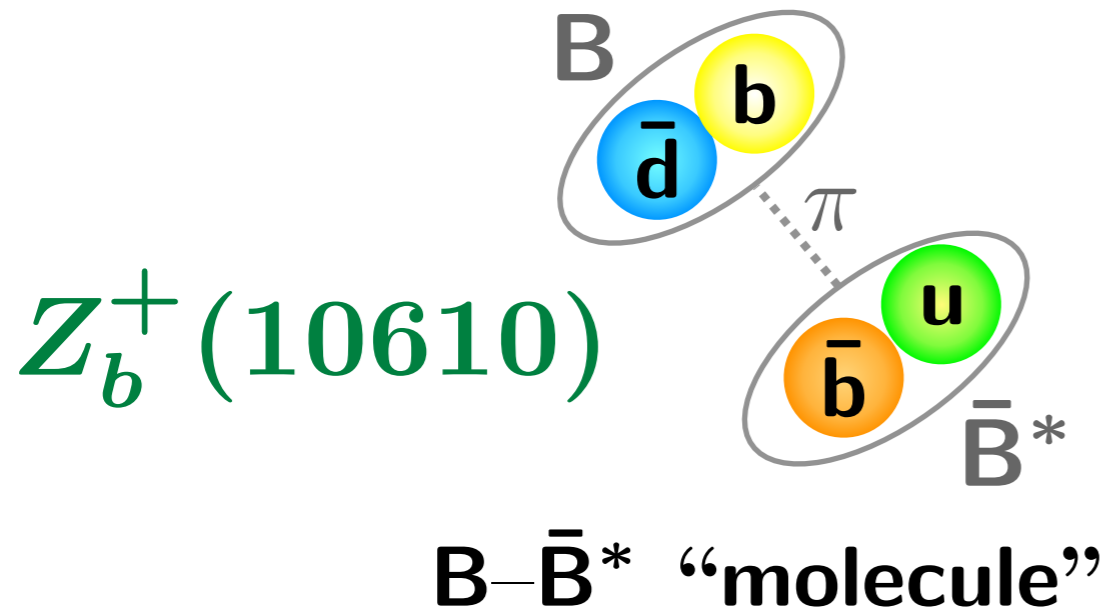 B
b
d̄
π
u
Z_b^+(10610)
b̄
B̄*
B–B̄* “molecule”